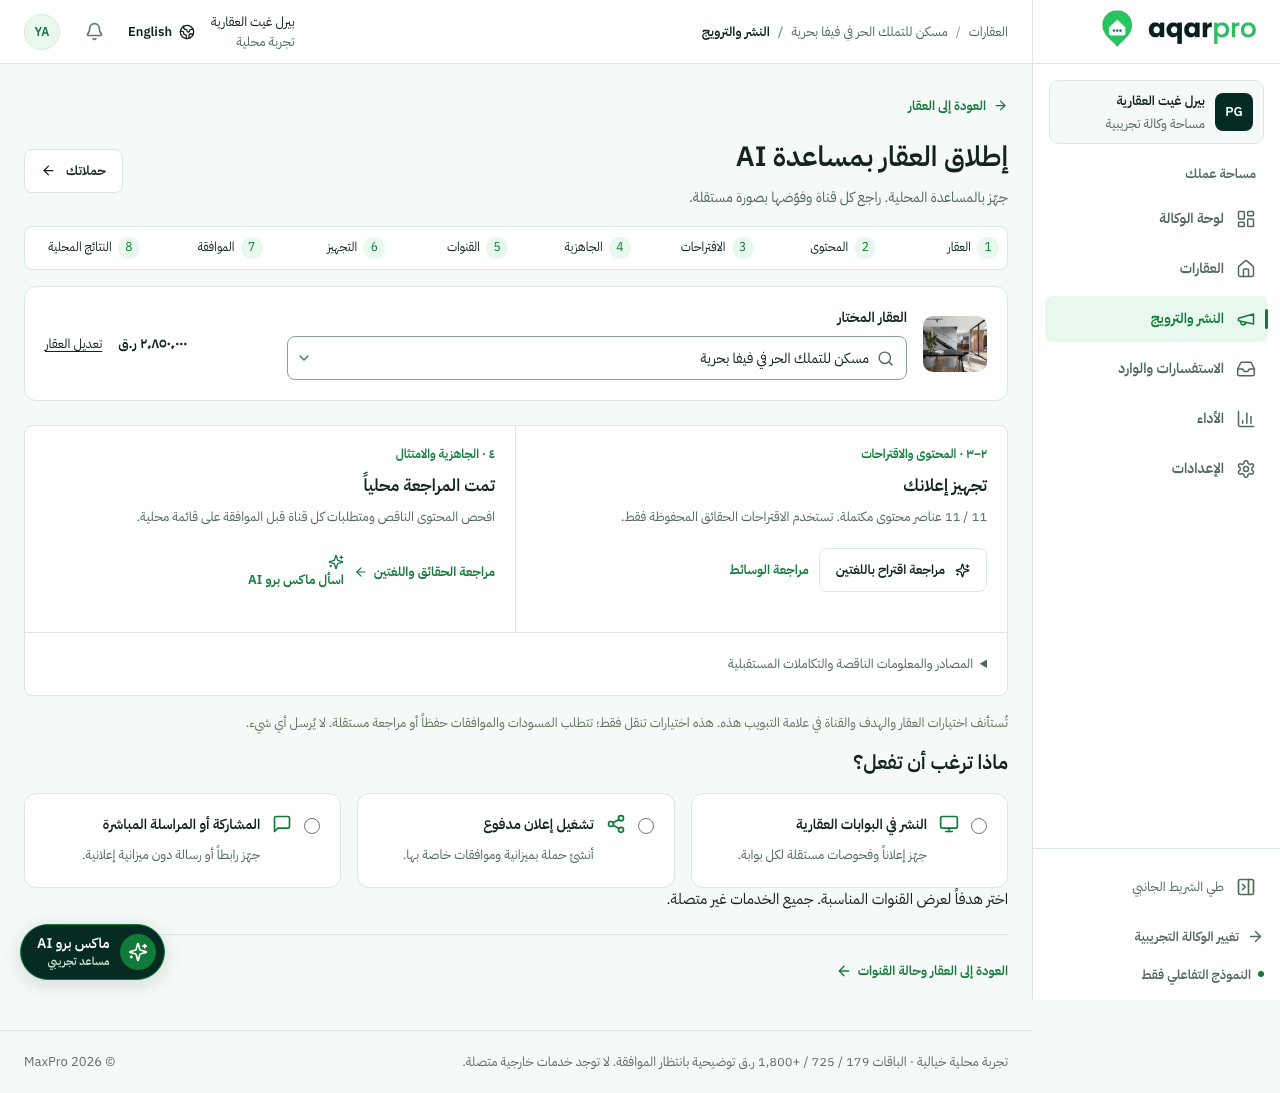 aqarpro
العقارات / مسكن للتملك الحر في فيفا بحرية / النشر والترويج
بيرل غيت العقارية
تجربة محلية
English
YA
PG
بيرل غيت العقارية
مساحة وكالة تجريبية
مساحة عملك
لوحة الوكالة
العقارات
النشر والترويج
الاستفسارات والوارد
الأداء
الإعدادات
طي الشريط الجانبي
تغيير الوكالة التجريبية
النموذج التفاعلي فقط
العودة إلى العقار
إطلاق العقار بمساعدة AI
جهّز بالمساعدة المحلية. راجع كل قناة وفوّضها بصورة مستقلة.
حملاتك
1 العقار
2 المحتوى
3 الاقتراحات
4 الجاهزية
5 القنوات
6 التجهيز
7 الموافقة
8 النتائج المحلية
العقار المختار
مسكن للتملك الحر في فيفا بحرية
٢,٨٥٠,٠٠٠ ر.ق
تعديل العقار
٢–٣ · المحتوى والاقتراحات
تجهيز إعلانك
11 / 11 عناصر محتوى مكتملة. تستخدم الاقتراحات الحقائق المحفوظة فقط.
مراجعة اقتراح باللغتين
مراجعة الوسائط
٤ · الجاهزية والامتثال
تمت المراجعة محلياً
افحص المحتوى الناقص ومتطلبات كل قناة قبل الموافقة على قائمة محلية.
مراجعة الحقائق واللغتين
اسأل ماكس برو AI
المصادر والمعلومات الناقصة والتكاملات المستقبلية
تُستأنف اختيارات العقار والهدف والقناة في علامة التبويب هذه. هذه اختيارات تنقل فقط؛ تتطلب المسودات والموافقات حفظاً أو مراجعة مستقلة. لا يُرسل أي شيء.
ماذا ترغب أن تفعل؟
النشر في البوابات العقارية
جهّز إعلاناً وفحوصات مستقلة لكل بوابة.
تشغيل إعلان مدفوع
أنشئ حملة بميزانية وموافقات خاصة بها.
المشاركة أو المراسلة المباشرة
جهّز رابطاً أو رسالة دون ميزانية إعلانية.
اختر هدفاً لعرض القنوات المناسبة. جميع الخدمات غير متصلة.
العودة إلى العقار وحالة القنوات
ماكس برو AI
مساعد تجريبي
تجربة محلية خيالية · الباقات 179 / 725 / +1,800 ر.ق توضيحية بانتظار الموافقة. لا توجد خدمات خارجية متصلة.
© 2026 MaxPro